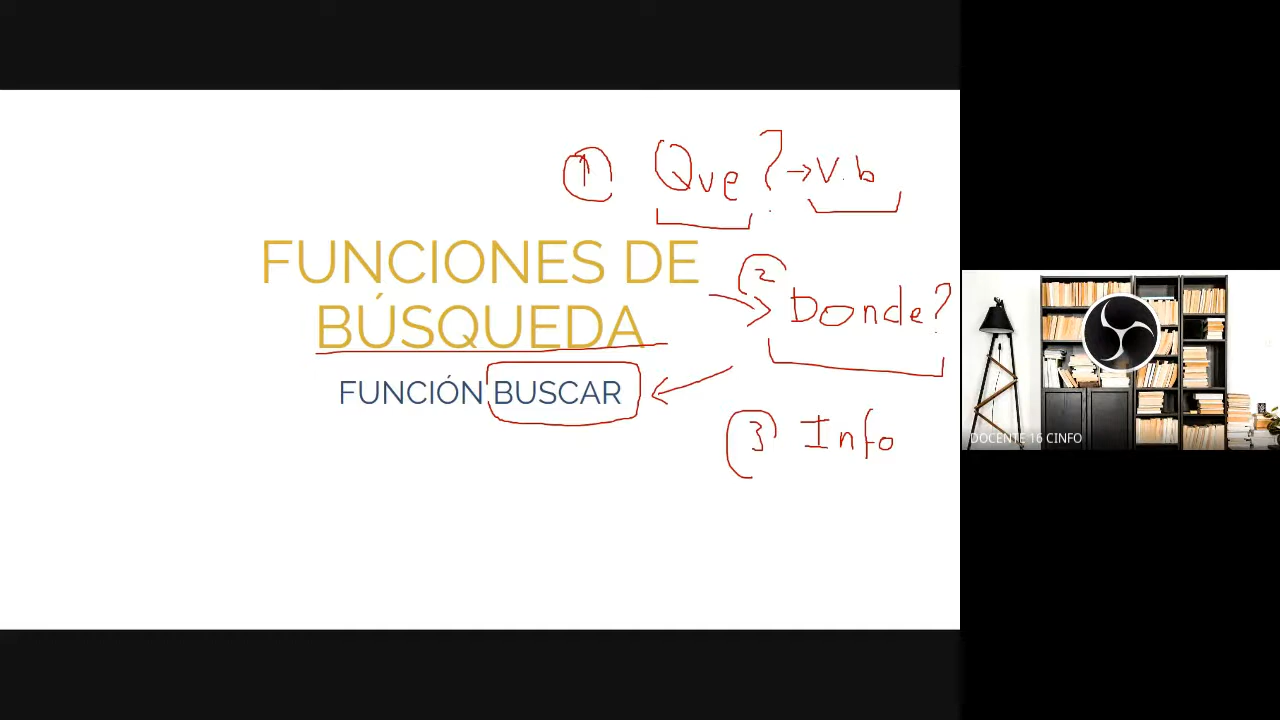 ① Que? → V.b
FUNCIONES DE
BÚSQUEDA
2 Donde?
FUNCIÓN BUSCAR
3 Info
DOCENTE 16 CINFO